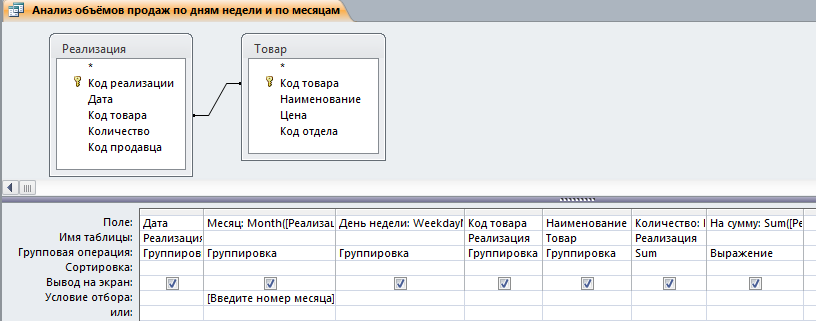 Анализ объёмов продаж по дням недели и по месяцам
Реализация
*
Код реализации
Дата
Код товара
Количество
Код продавца
Товар
*
Код товара
Наименование
Цена
Код отдела
Поле: Дата Месяц: Month([Реализац День недели: Weekday Код товара Наименование Количество: На сумму: Sum([Ре
Имя таблицы: Реализация Реализация Товар Реализация
Групповая операция: Группиров Группировка Группировка Группировка Группировка Sum Выражение
Сортировка:
Вывод на экран:
Условие отбора: [Введите номер месяца]
или: